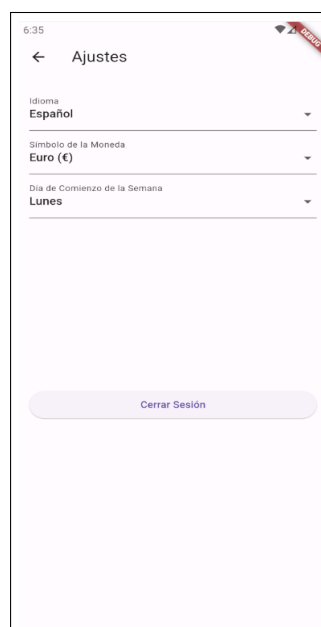 6:35
DEBUG
Ajustes
Idioma
Español
Símbolo de la Moneda
Euro (€)
Día de Comienzo de la Semana
Lunes
Cerrar Sesión